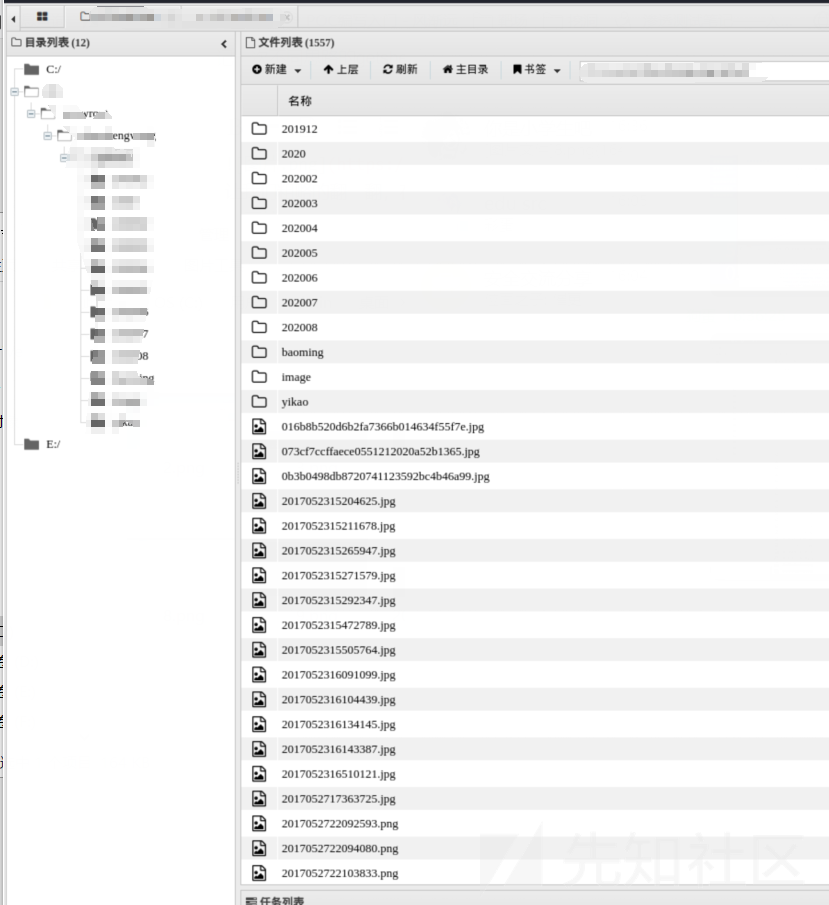 目录列表 (12)
C:/
E:/
文件列表 (1557)
新建 上层 刷新 主目录 书签
名称
201912
2020
202002
202003
202004
202005
202006
202007
202008
baoming
image
yikao
016b8b520d6b2fa7366b014634f55f7e.jpg
073cf7ccffaece0551212020a52b1365.jpg
0b3b0498db8720741123592bc4b46a99.jpg
2017052315204625.jpg
2017052315211678.jpg
2017052315265947.jpg
2017052315271579.jpg
2017052315292347.jpg
2017052315472789.jpg
2017052315505764.jpg
2017052316091099.jpg
2017052316104439.jpg
2017052316134145.jpg
2017052316143387.jpg
2017052316510121.jpg
2017052717363725.jpg
2017052722092593.png
2017052722094080.png
2017052722103833.png
先知社区
任务列表